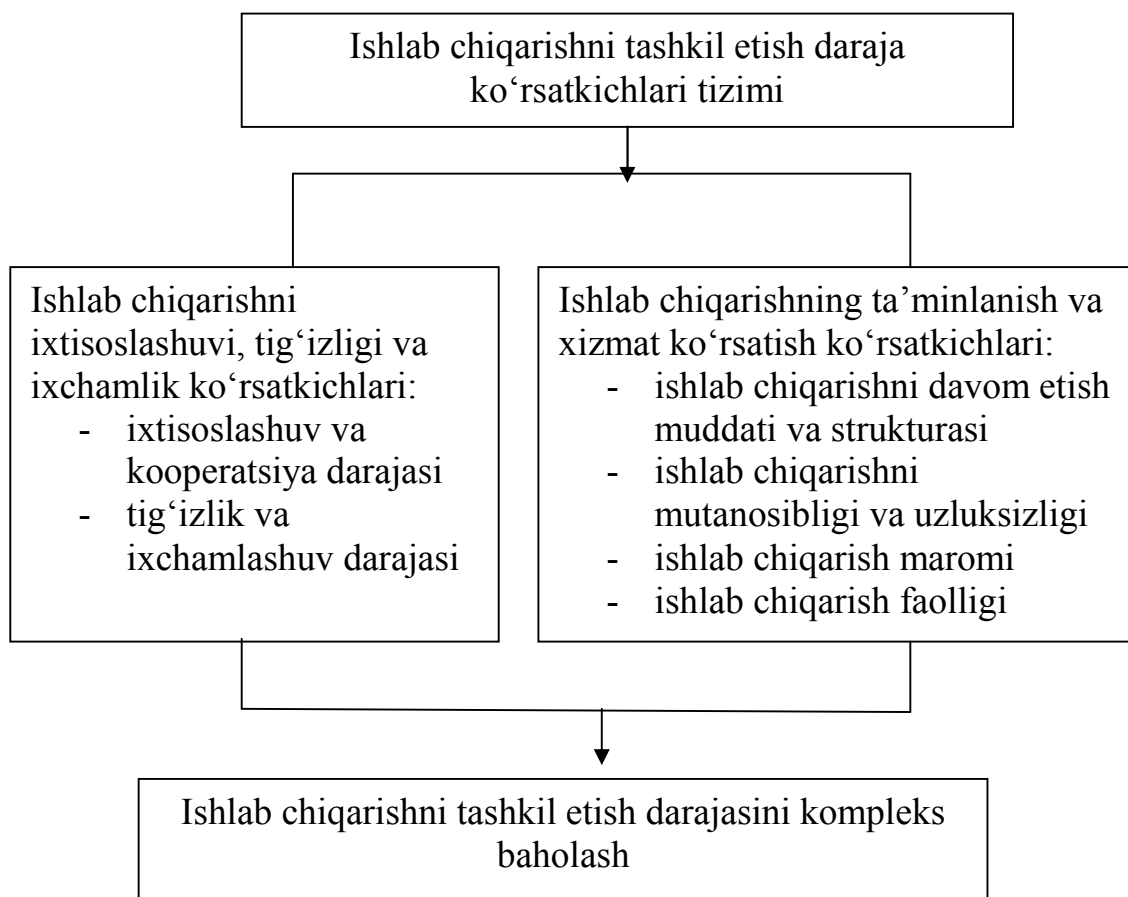 Ishlab chiqarishni tashkil etish daraja
ko‘rsatkichlari tizimi
Ishlab chiqarishni
ixtisoslashuvi, tig‘izligi va
ixchamlik ko‘rsatkichlari:
- ixtisoslashuv va
kooperatsiya darajasi
- tig‘izlik va
ixchamlashuv darajasi
Ishlab chiqarishning ta’minlanish va
xizmat ko‘rsatish ko‘rsatkichlari:
- ishlab chiqarishni davom etish
muddati va strukturasi
- ishlab chiqarishni
mutanosibligi va uzluksizligi
- ishlab chiqarish maromi
- ishlab chiqarish faolligi
Ishlab chiqarishni tashkil etish darajasini kompleks
baholash